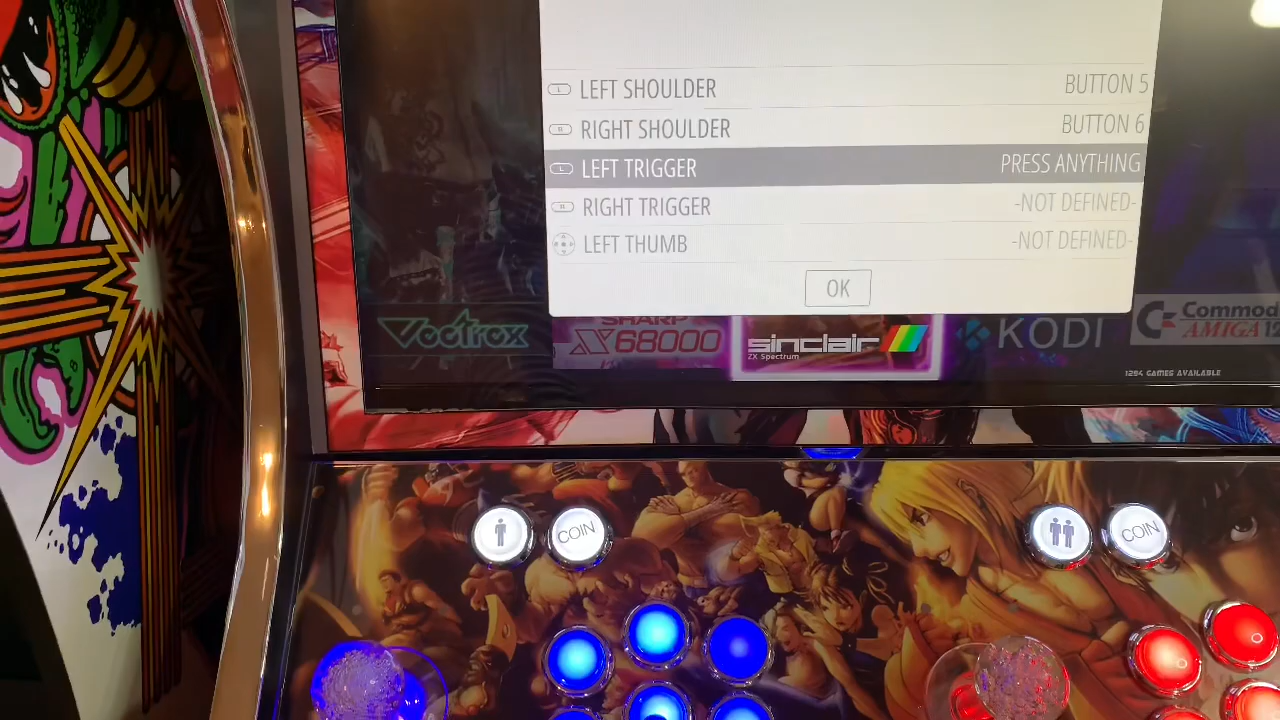 LEFT SHOULDER BUTTON 5
RIGHT SHOULDER BUTTON 6
LEFT TRIGGER PRESS ANYTHING
RIGHT TRIGGER -NOT DEFINED-
LEFT THUMB -NOT DEFINED-
OK
Vectrex
SHARP
X68000
sinclair
ZX Spectrum
KODI
Commod
AMIGA
1284 GAMES AVAILABLE
COIN
COIN